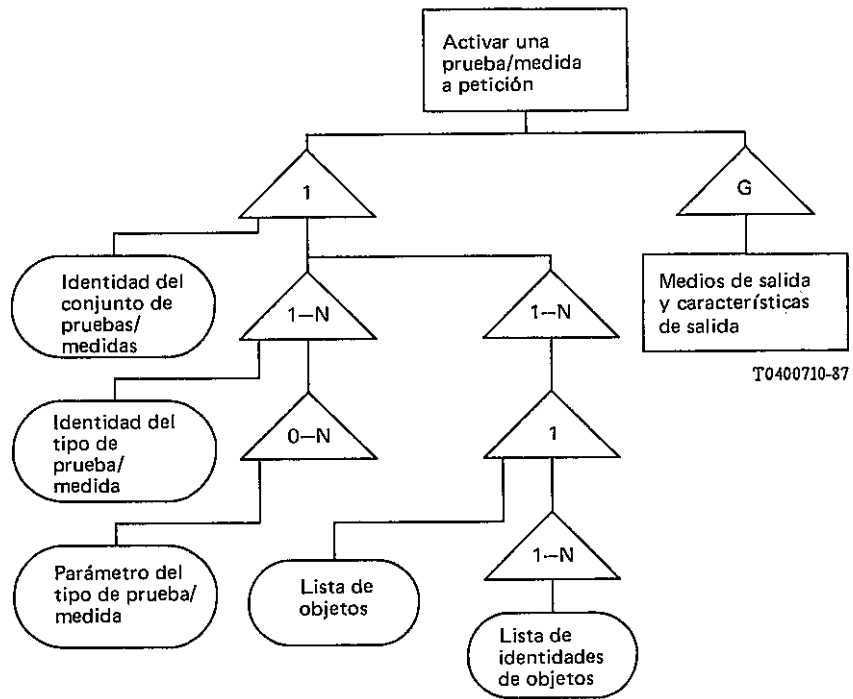 Activar una
prueba/medida
a petición
1
G
Identidad del
conjunto de
pruebas/
medidas
1–N
1–N
Medios de salida
y características
de salida
T0400710-87
Identidad del
tipo de
prueba/
medida
0–N
1
Parámetro del
tipo de prueba/
medida
Lista de
objetos
1–N
Lista de
identidades
de objetos